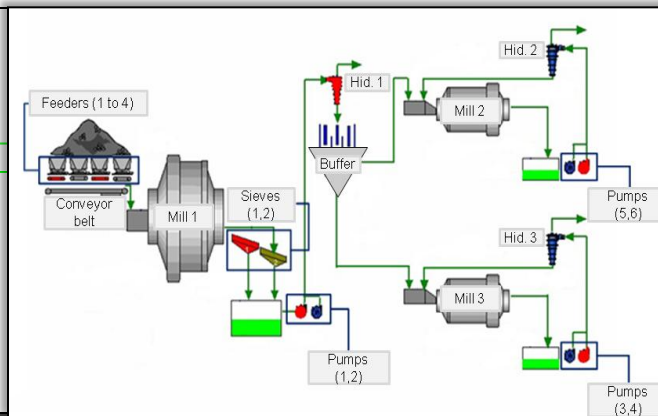 Feeders (1 to 4)
Conveyor
belt
Mill 1
Sieves
(1,2)
Pumps
(1,2)
Hid. 1
Buffer
Hid. 2
Mill 2
Pumps
(5,6)
Hid. 3
Mill 3
Pumps
(3,4)